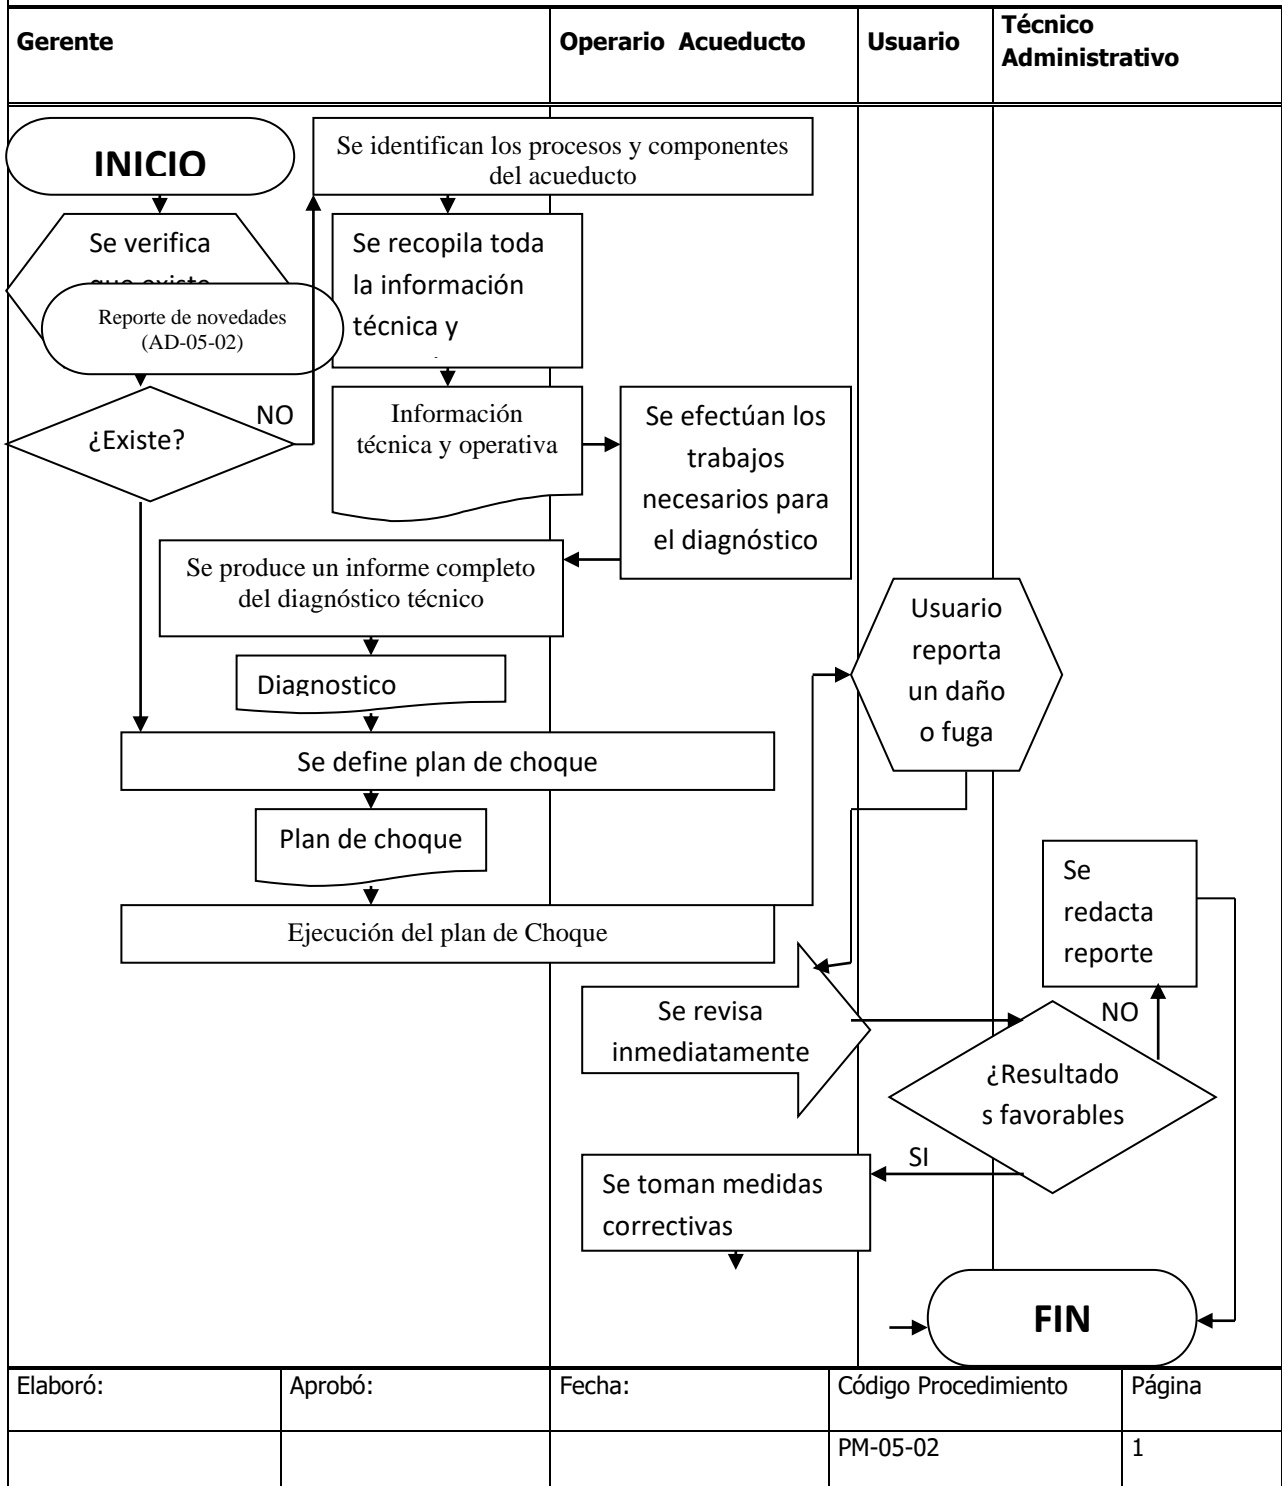 Gerente
Operario Acueducto
Usuario
Técnico
Administrativo
INICIO
Se identifican los procesos y componentes
del acueducto
Se verifica
que existe
Reporte de novedades
(AD-05-02)
Se recopila toda
la información
técnica y
¿Existe?
NO
Información
técnica y operativa
Se efectúan los
trabajos
necesarios para
el diagnóstico
Se produce un informe completo
del diagnóstico técnico
Diagnostico
Usuario
reporta
un daño
o fuga
Se define plan de choque
Plan de choque
Ejecución del plan de Choque
Se
redacta
reporte
Se revisa
inmediatamente
NO
¿Resultado
s favorables
SI
Se toman medidas
correctivas
FIN
Elaboró:
Aprobó:
Fecha:
Código Procedimiento
Página
PM-05-02
1